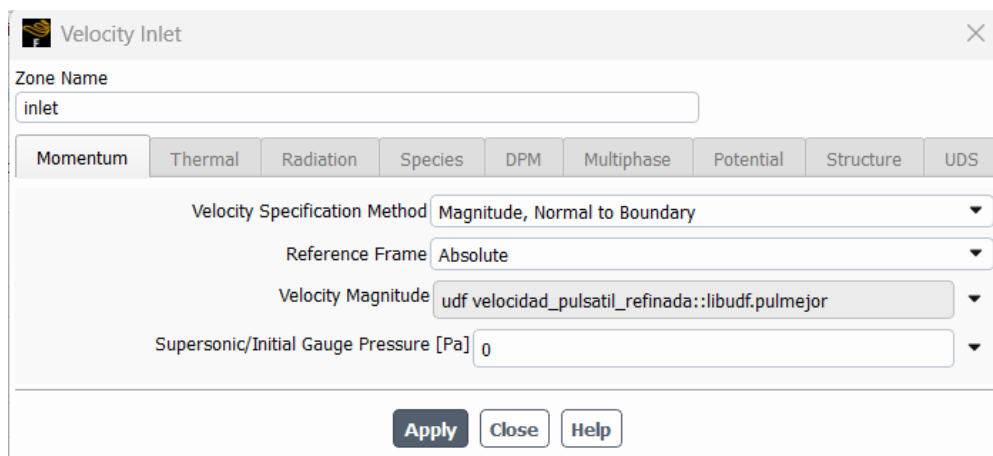 Velocity Inlet
Zone Name
inlet
Momentum Thermal Radiation Species DPM Multiphase Potential Structure UDS
Velocity Specification Method Magnitude, Normal to Boundary
Reference Frame Absolute
Velocity Magnitude udf velocidad_pulsatil_refinada::libudf.pulmejor
Supersonic/Initial Gauge Pressure [Pa] 0
Apply Close Help